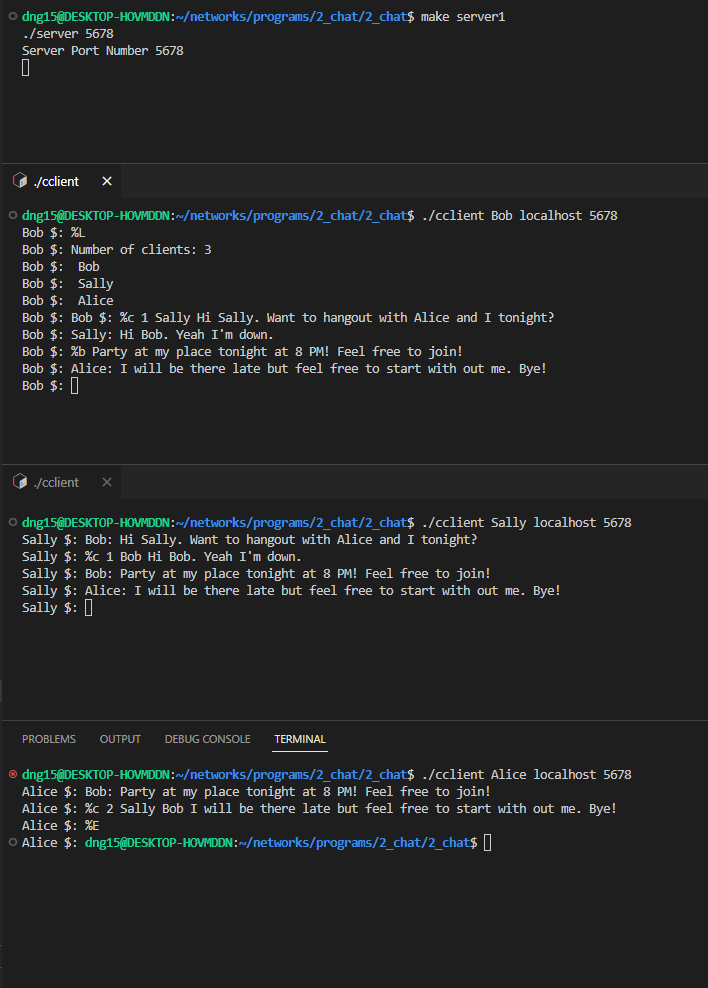 dng15@DESKTOP-HOVMDDN:~/networks/programs/2_chat/2_chat$ make server1
./server 5678
Server Port Number 5678
./cclient ×
dng15@DESKTOP-HOVMDDN:~/networks/programs/2_chat/2_chat$ ./cclient Bob localhost 5678
Bob $: %L
Bob $: Number of clients: 3
Bob $:  Bob
Bob $:  Sally
Bob $:  Alice
Bob $: Bob $: %c 1 Sally Hi Sally. Want to hangout with Alice and I tonight?
Bob $: Sally: Hi Bob. Yeah I'm down.
Bob $: %b Party at my place tonight at 8 PM! Feel free to join!
Bob $: Alice: I will be there late but feel free to start with out me. Bye!
Bob $:
./cclient ×
dng15@DESKTOP-HOVMDDN:~/networks/programs/2_chat/2_chat$ ./cclient Sally localhost 5678
Sally $: Bob: Hi Sally. Want to hangout with Alice and I tonight?
Sally $: %c 1 Bob Hi Bob. Yeah I'm down.
Sally $: Bob: Party at my place tonight at 8 PM! Feel free to join!
Sally $: Alice: I will be there late but feel free to start with out me. Bye!
Sally $:
PROBLEMS OUTPUT DEBUG CONSOLE TERMINAL
dng15@DESKTOP-HOVMDDN:~/networks/programs/2_chat/2_chat$ ./cclient Alice localhost 5678
Alice $: Bob: Party at my place tonight at 8 PM! Feel free to join!
Alice $: %c 2 Sally Bob I will be there late but feel free to start with out me. Bye!
Alice $: %E
Alice $: dng15@DESKTOP-HOVMDDN:~/networks/programs/2_chat/2_chat$